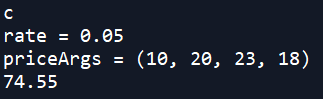 c
rate = 0.05
priceArgs = (10, 20, 23, 18)
74.55